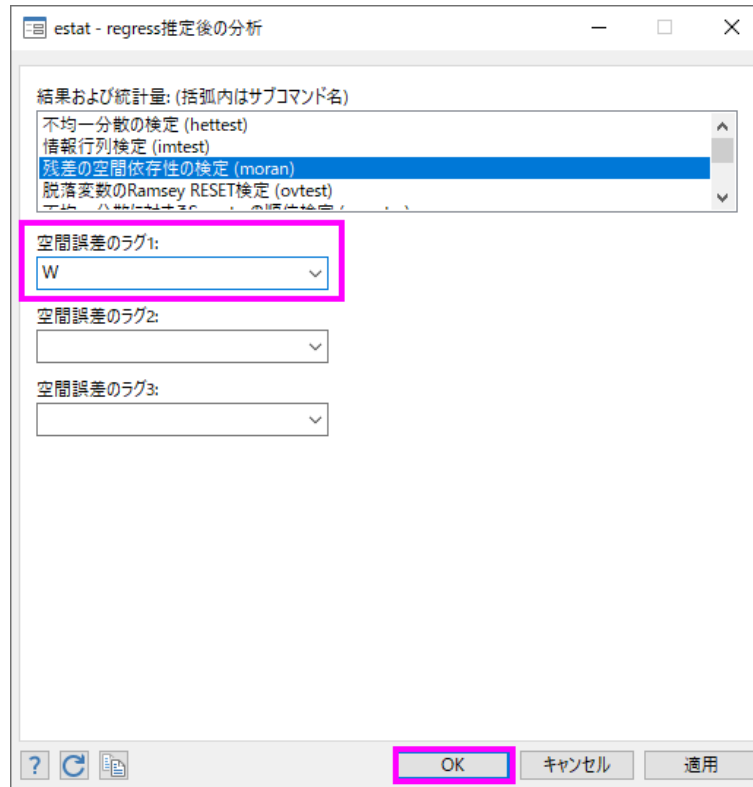 estat - regress推定後の分析
結果および統計量: (括弧内はサブコマンド名)
不均一分散の検定 (hettest)
情報行列検定 (imtest)
残差の空間依存性の検定 (moran)
脱落変数のRamsey RESET検定 (ovtest)
空間誤差のラグ1:
W
空間誤差のラグ2:
空間誤差のラグ3:
?
OK
キャンセル
適用